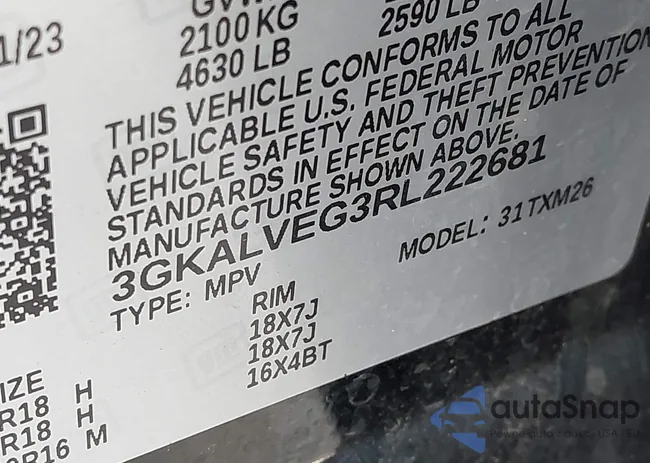 1/23
2100 KG
4630 LB
2590 LB
THIS VEHICLE CONFORMS TO ALL
APPLICABLE U.S. FEDERAL MOTOR
VEHICLE SAFETY AND THEFT PREVENTION
STANDARDS IN EFFECT ON THE DATE OF
MANUFACTURE SHOWN ABOVE.
3GKALVEG3RL222681
TYPE: MPV
MODEL: 31TXM26
RIM
18X7J
18X7J
16X4BT
IZE
R18 H
R18 H
R16 M
autoSnap